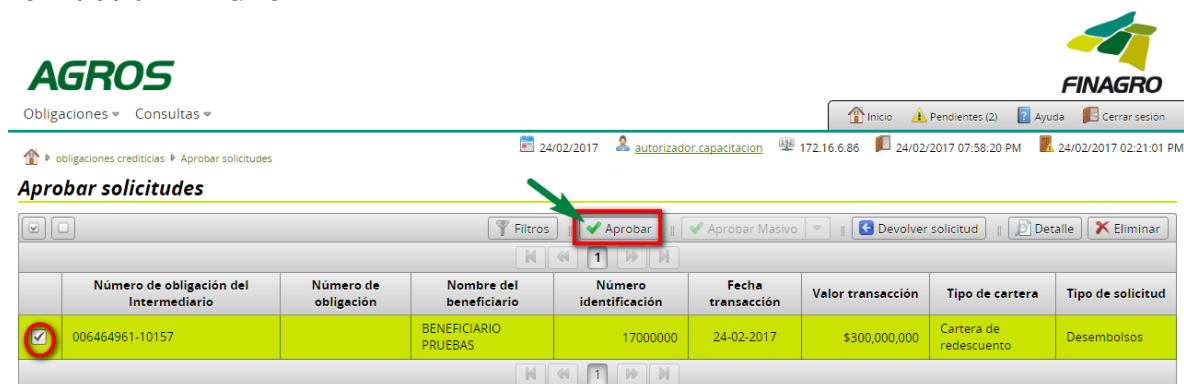 AGROS
FINAGRO
Obligaciones Consultas
Inicio Pendientes (2) Ayuda Cerrar sesión
obligaciones crediticias Aprobar solicitudes
24/02/2017 autorizador.capacitacion 172.16.6.86 24/02/2017 07:58:20 PM 24/02/2017 02:21:01 PM
Aprobar solicitudes
Filtros Aprobar Aprobar Masivo Devolver solicitud Detalle Eliminar
1
Número de obligación del Intermediario
Número de obligación
Nombre del beneficiario
Número identificación
Fecha transacción
Valor transacción
Tipo de cartera
Tipo de solicitud
006464961-10157
BENEFICIARIO PRUEBAS
17000000
24-02-2017
$300,000,000
Cartera de redescuento
Desembolsos
1